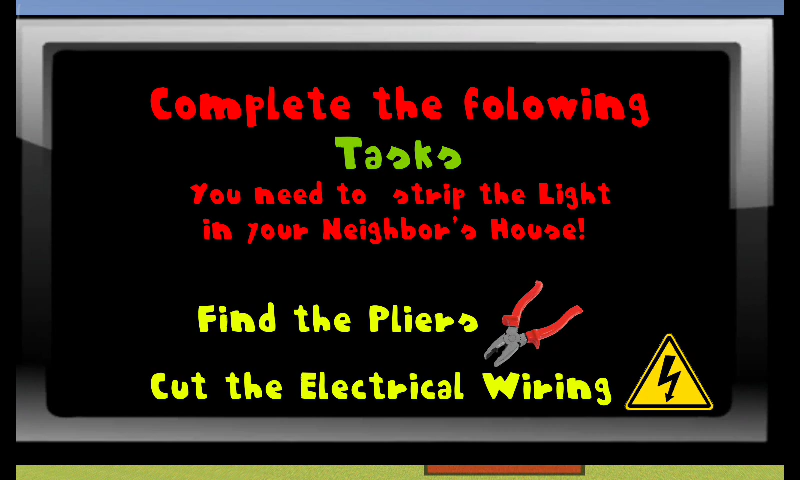 Complete the folowing
Tasks
You need to strip the Light
in your Neighbor's House!
Find the Pliers
Cut the Electrical Wiring